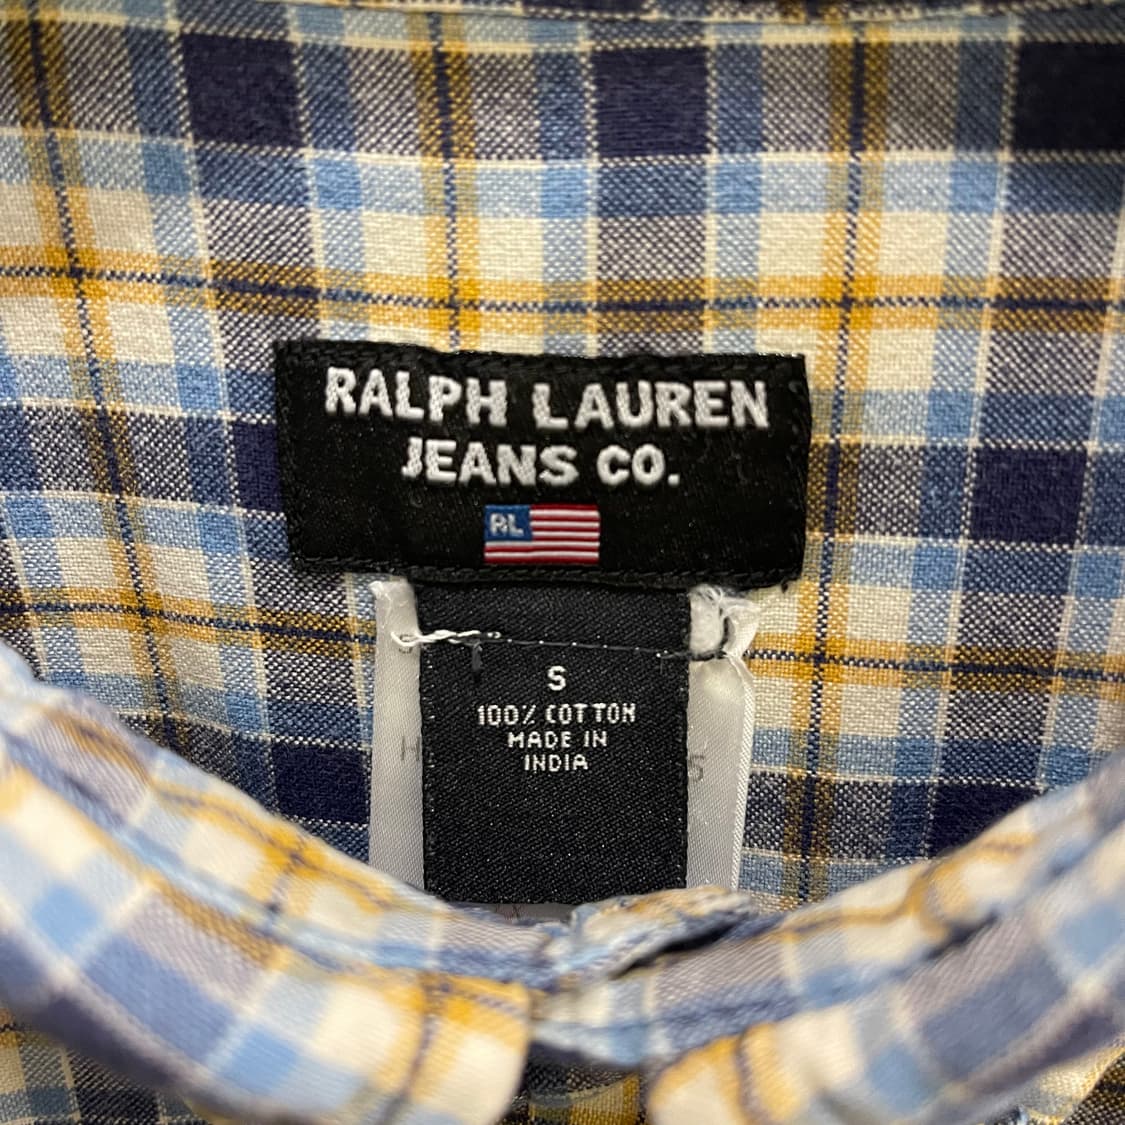 RALPH LAUREN
JEANS CO.
RL
S
100% COTTON
MADE IN
INDIA